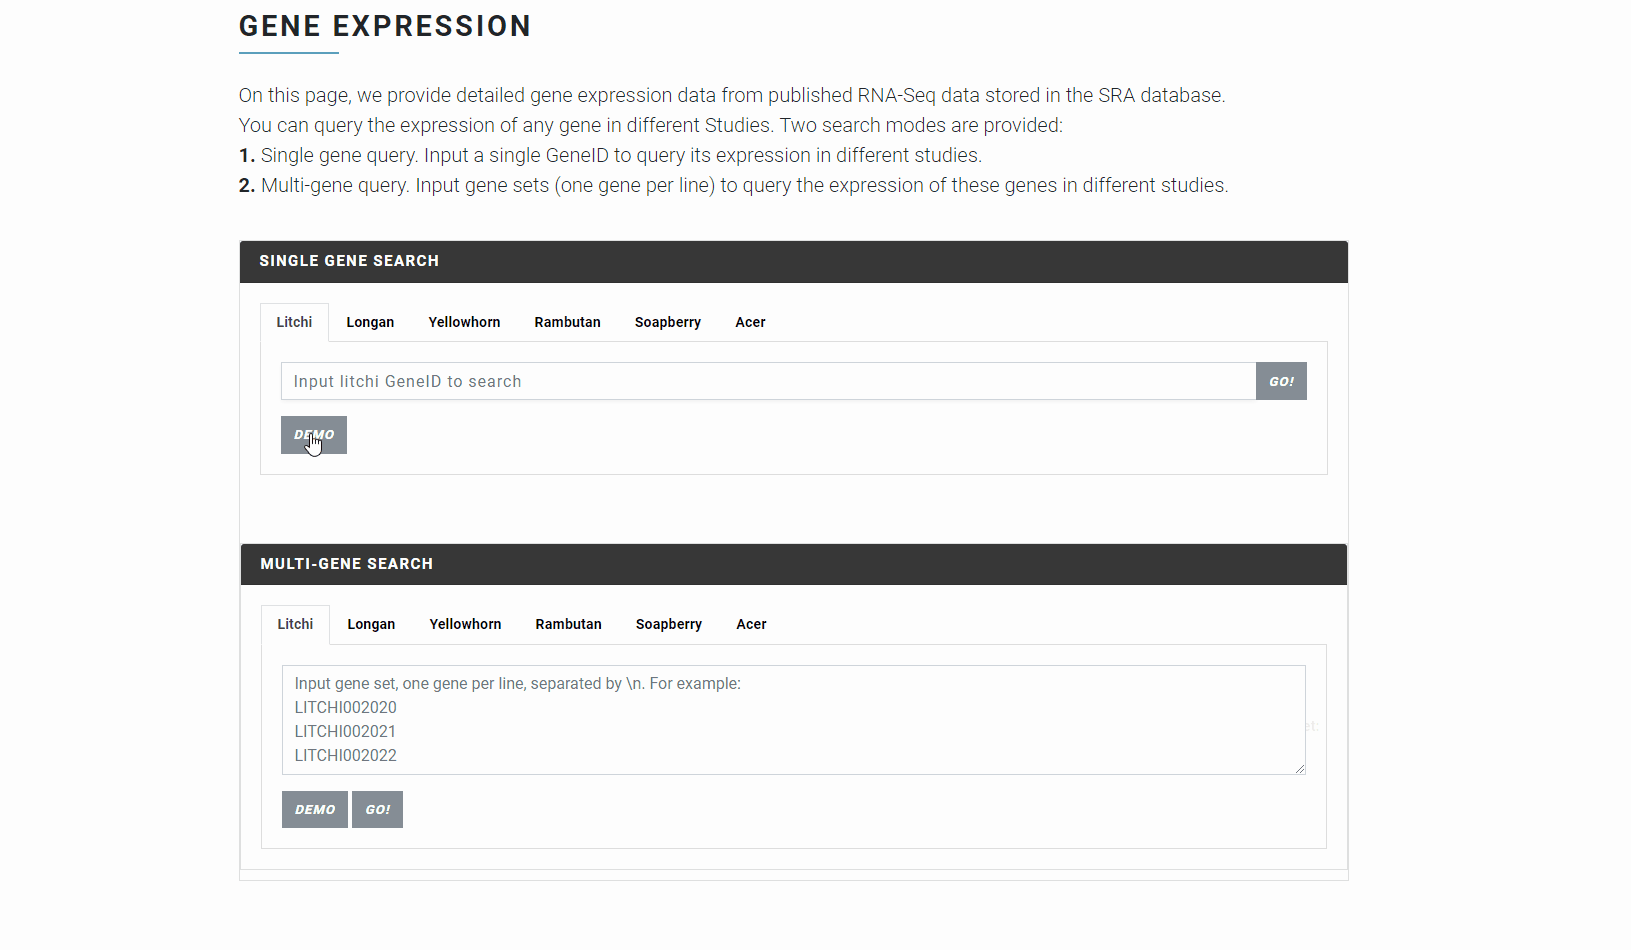 GENE EXPRESSION
On this page, we provide detailed gene expression data from published RNA-Seq data stored in the SRA database.
You can query the expression of any gene in different Studies. Two search modes are provided:
1. Single gene query. Input a single GeneID to query its expression in different studies.
2. Multi-gene query. Input gene sets (one gene per line) to query the expression of these genes in different studies.
SINGLE GENE SEARCH
Litchi Longan Yellowhorn Rambutan Soapberry Acer
Input litchi GeneID to search GO!
DEMO
MULTI-GENE SEARCH
Litchi Longan Yellowhorn Rambutan Soapberry Acer
Input gene set, one gene per line, separated by \n. For example:
LITCHI002020
LITCHI002021
LITCHI002022
DEMO GO!